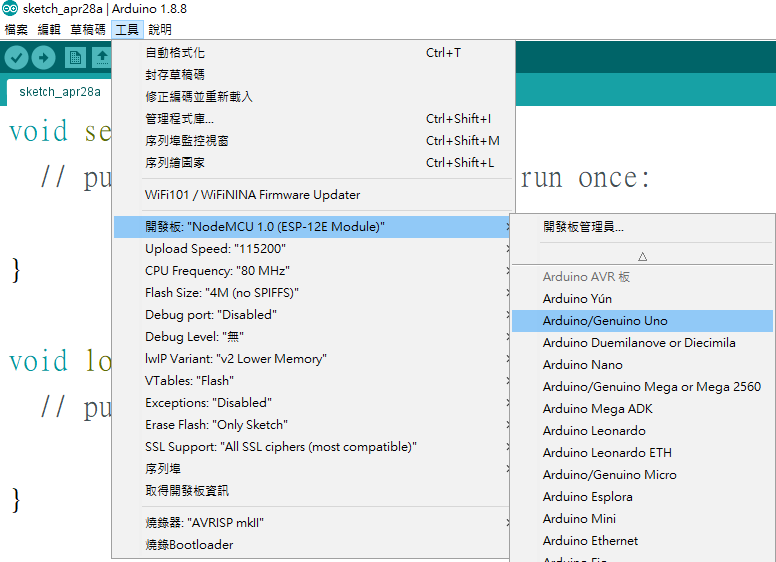 sketch_apr28a | Arduino 1.8.8
檔案 編輯 草稿碼 工具 說明
sketch_apr28a
自動格式化 Ctrl+T
封存草稿碼
修正編碼並重新載入
管理程式庫... Ctrl+Shift+I
序列埠監控視窗 Ctrl+Shift+M
序列繪圖家 Ctrl+Shift+L
WiFi101 / WiFiNINA Firmware Updater
開發板: "NodeMCU 1.0 (ESP-12E Module)"
Upload Speed: "115200"
CPU Frequency: "80 MHz"
Flash Size: "4M (no SPIFFS)"
Debug port: "Disabled"
Debug Level: "無"
lwIP Variant: "v2 Lower Memory"
VTables: "Flash"
Exceptions: "Disabled"
Erase Flash: "Only Sketch"
SSL Support: "All SSL ciphers (most compatible)"
序列埠
取得開發板資訊
燒錄器: "AVRISP mkII"
燒錄Bootloader
開發板管理員...
Arduino AVR 板
Arduino Yún
Arduino/Genuino Uno
Arduino Duemilanove or Diecimila
Arduino Nano
Arduino/Genuino Mega or Mega 2560
Arduino Mega ADK
Arduino Leonardo
Arduino Leonardo ETH
Arduino/Genuino Micro
Arduino Esplora
Arduino Mini
Arduino Ethernet
void se
// pu run once:
}
void lo
// pu
}